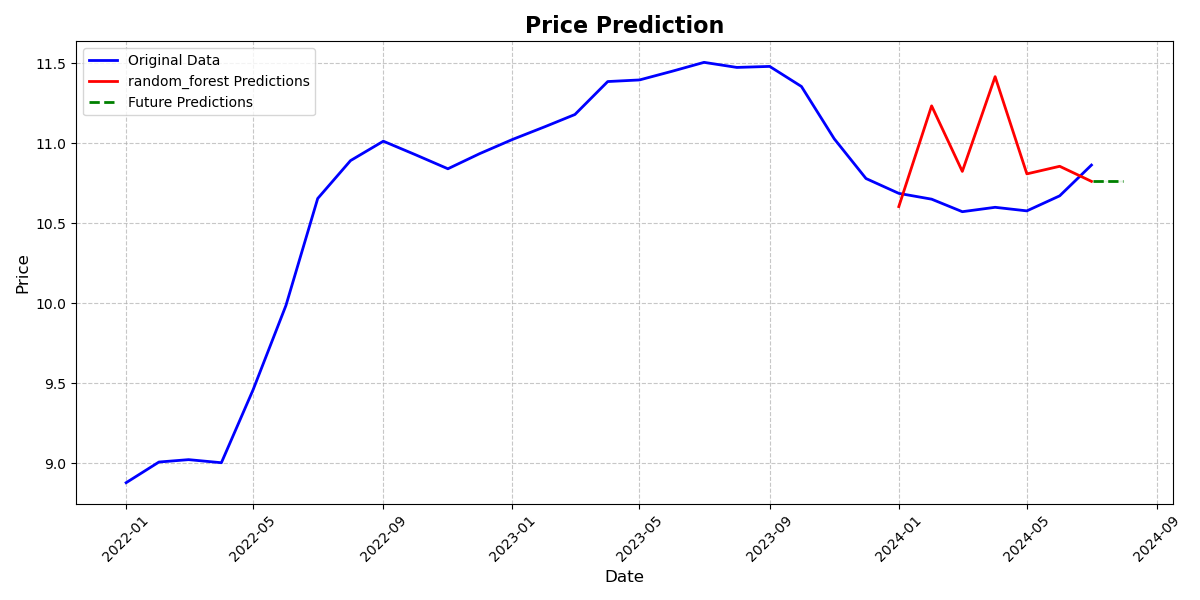 Price Prediction
Original Data
random_forest Predictions
Future Predictions
11.5
11.0
10.5
10.0
9.5
9.0
Price
2022-01
2022-05
2022-09
2023-01
2023-05
2023-09
2024-01
2024-05
2024-09
Date